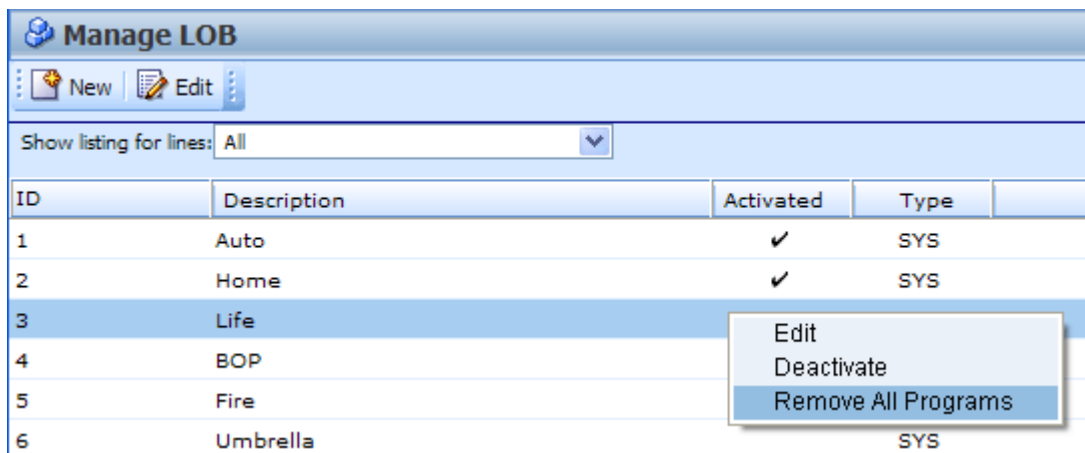 Manage LOB
New Edit
Show listing for lines: All
ID Description Activated Type
1 Auto ✔ SYS
2 Home ✔ SYS
3 Life
Edit
4 BOP
Deactivate
5 Fire
Remove All Programs
6 Umbrella SYS